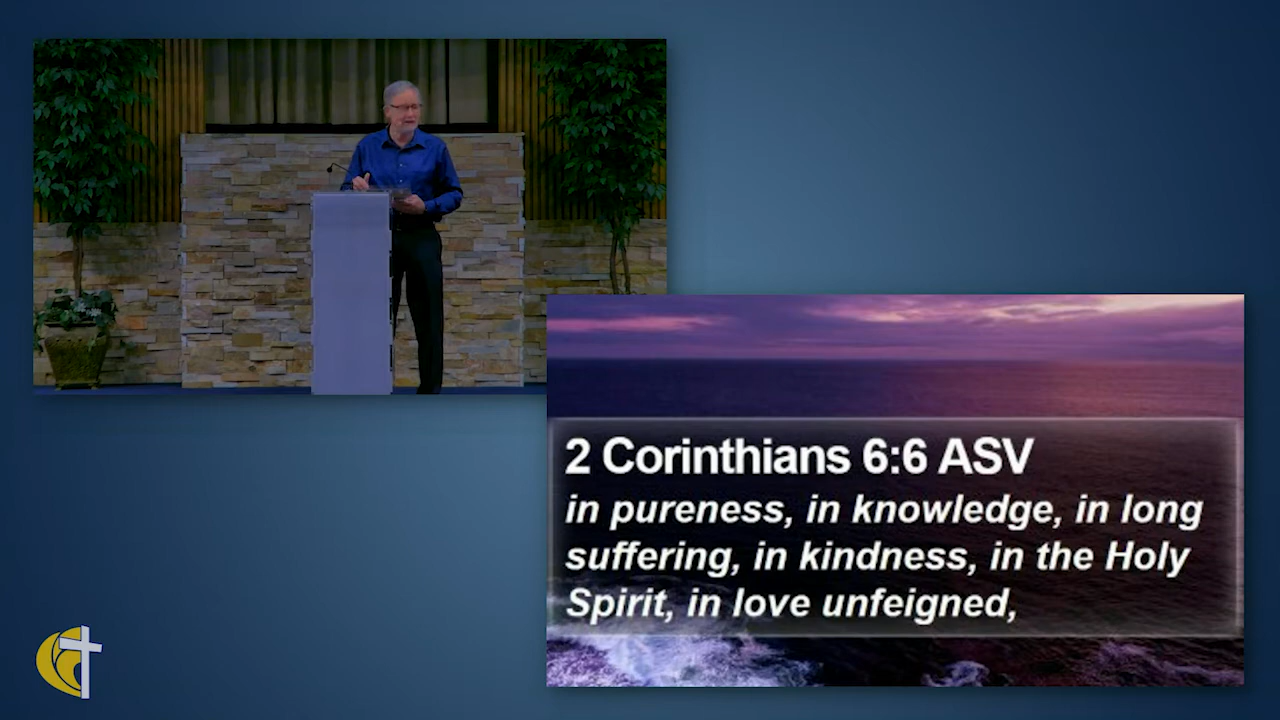 2 Corinthians 6:6 ASV
in pureness, in knowledge, in long
suffering, in kindness, in the Holy
Spirit, in love unfeigned,